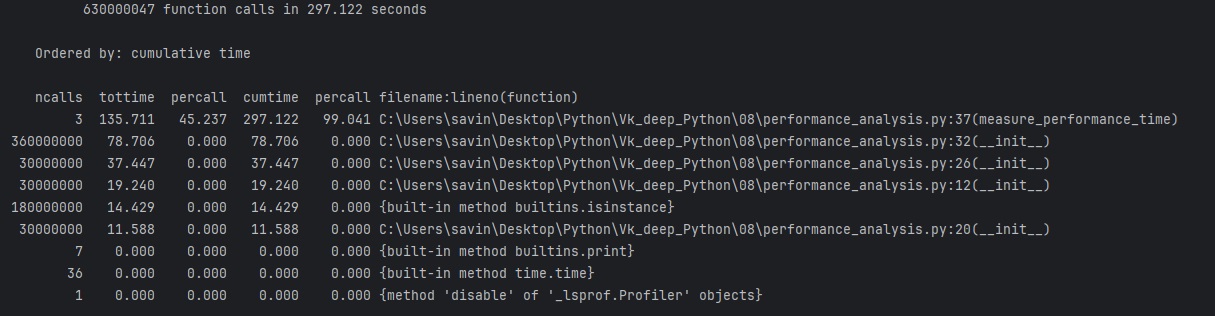 630000047 function calls in 297.122 seconds
Ordered by: cumulative time
ncalls  tottime  percall  cumtime  percall filename:lineno(function)
3  135.711   45.237  297.122   99.041 C:\Users\savin\Desktop\Python\Vk_deep_Python\08\performance_analysis.py:37(measure_performance_time)
360000000   78.706    0.000   78.706    0.000 C:\Users\savin\Desktop\Python\Vk_deep_Python\08\performance_analysis.py:32(__init__)
30000000   37.447    0.000   37.447    0.000 C:\Users\savin\Desktop\Python\Vk_deep_Python\08\performance_analysis.py:26(__init__)
30000000   19.240    0.000   19.240    0.000 C:\Users\savin\Desktop\Python\Vk_deep_Python\08\performance_analysis.py:12(__init__)
180000000   14.429    0.000   14.429    0.000 {built-in method builtins.isinstance}
30000000   11.588    0.000   11.588    0.000 C:\Users\savin\Desktop\Python\Vk_deep_Python\08\performance_analysis.py:20(__init__)
7    0.000    0.000    0.000    0.000 {built-in method builtins.print}
36    0.000    0.000    0.000    0.000 {built-in method time.time}
1    0.000    0.000    0.000    0.000 {method 'disable' of '_lsprof.Profiler' objects}